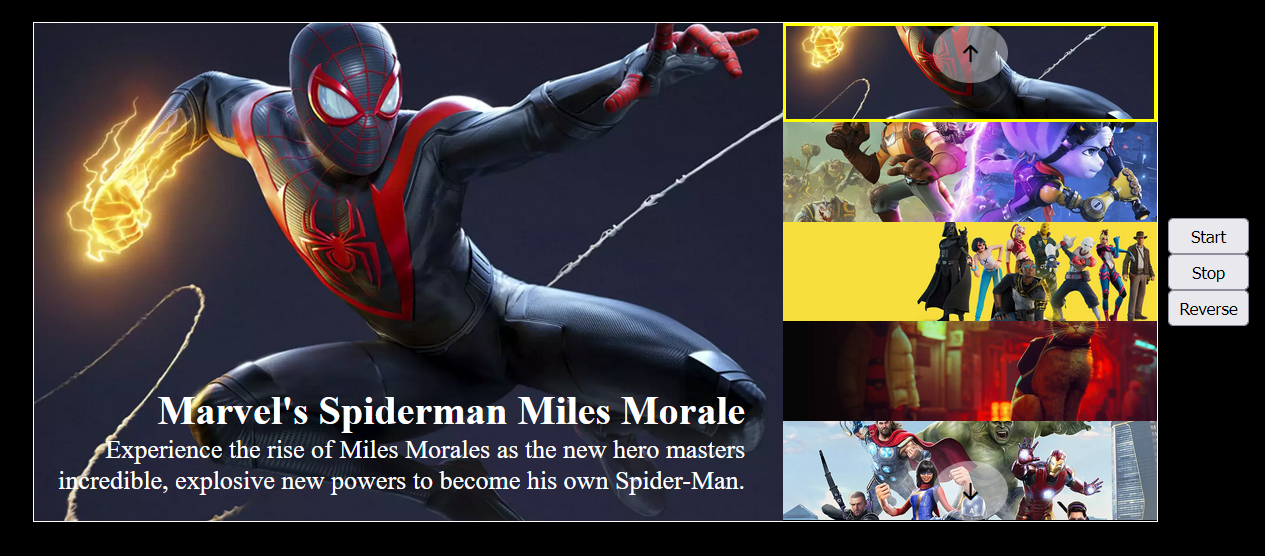 Marvel's Spiderman Miles Morale
Experience the rise of Miles Morales as the new hero masters
incredible, explosive new powers to become his own Spider-Man.
Start
Stop
Reverse